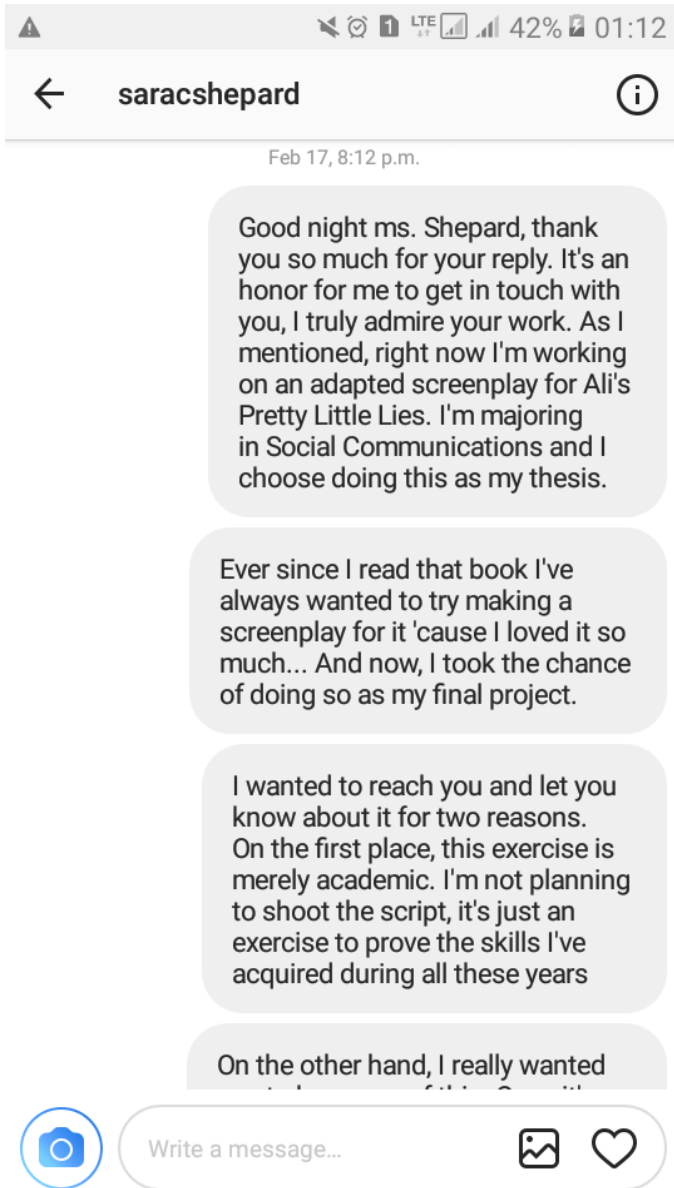 1 LTE 42% 01:12
saracshepard
Feb 17, 8:12 p.m.
Good night ms. Shepard, thank
you so much for your reply. It's an
honor for me to get in touch with
you, I truly admire your work. As I
mentioned, right now I'm working
on an adapted screenplay for Ali's
Pretty Little Lies. I'm majoring
in Social Communications and I
choose doing this as my thesis.
Ever since I read that book I've
always wanted to try making a
screenplay for it 'cause I loved it so
much... And now, I took the chance
of doing so as my final project.
I wanted to reach you and let you
know about it for two reasons.
On the first place, this exercise is
merely academic. I'm not planning
to shoot the script, it's just an
exercise to prove the skills I've
acquired during all these years
On the other hand, I really wanted
Write a message...